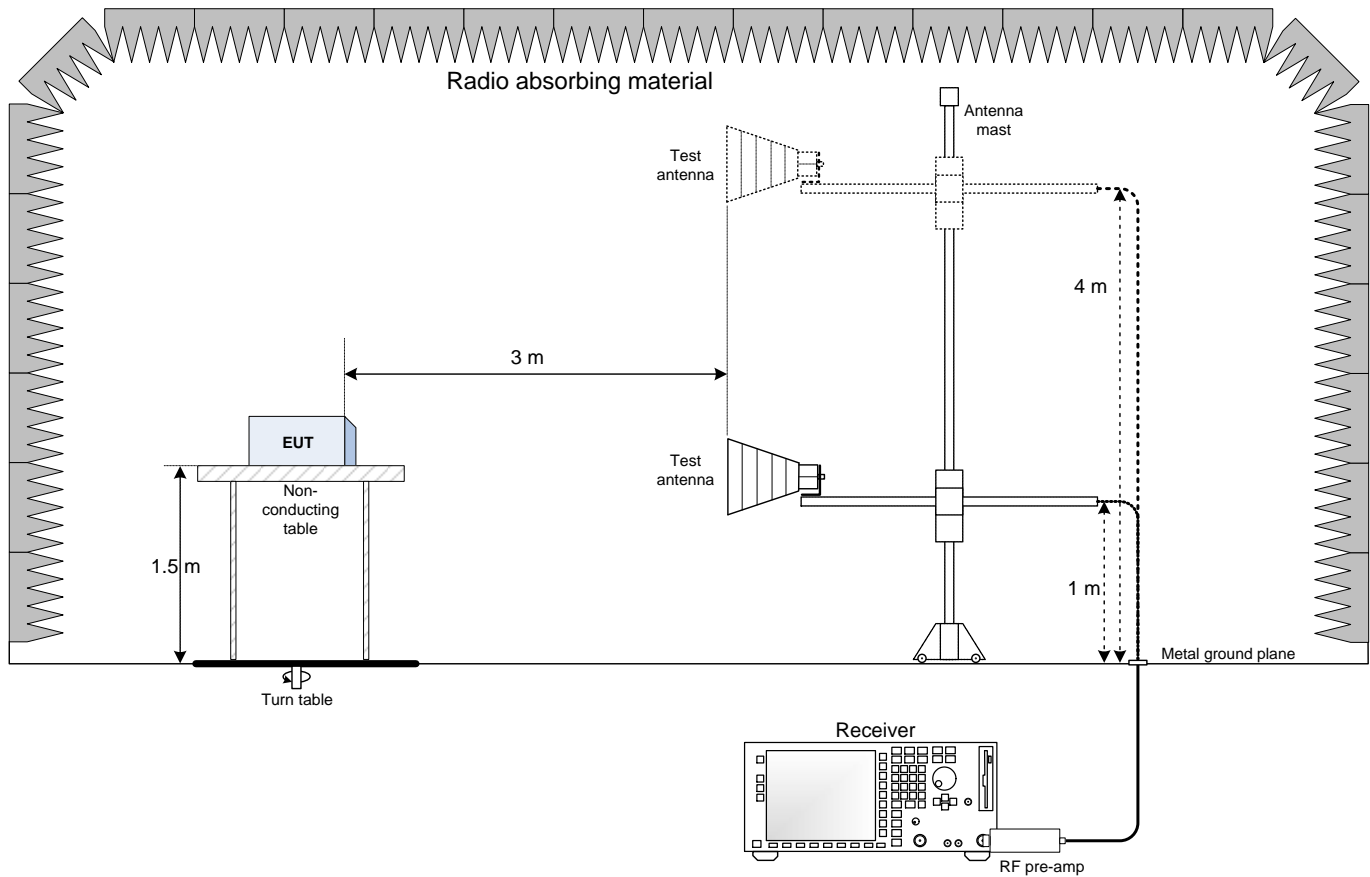 Radio absorbing material
Antenna
mast
Test
antenna
4 m
3 m
EUT
Test
antenna
Non-
conducting
table
1.5 m
1 m
Metal ground plane
Turn table
Receiver
RF pre-amp